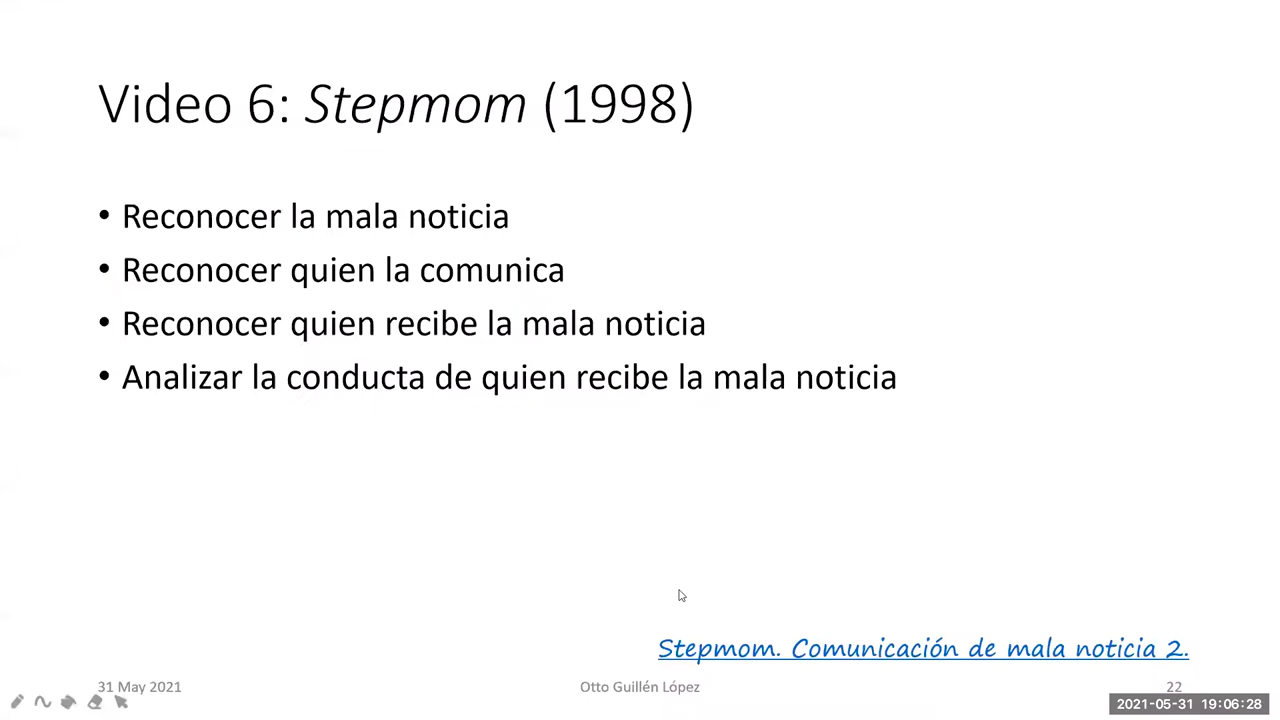 Video 6: Stepmom (1998)
• Reconocer la mala noticia
• Reconocer quien la comunica
• Reconocer quien recibe la mala noticia
• Analizar la conducta de quien recibe la mala noticia
Stepmom. Comunicación de mala noticia 2.
31 May 2021
Otto Guillén López
22
2021-05-31 19:06:28